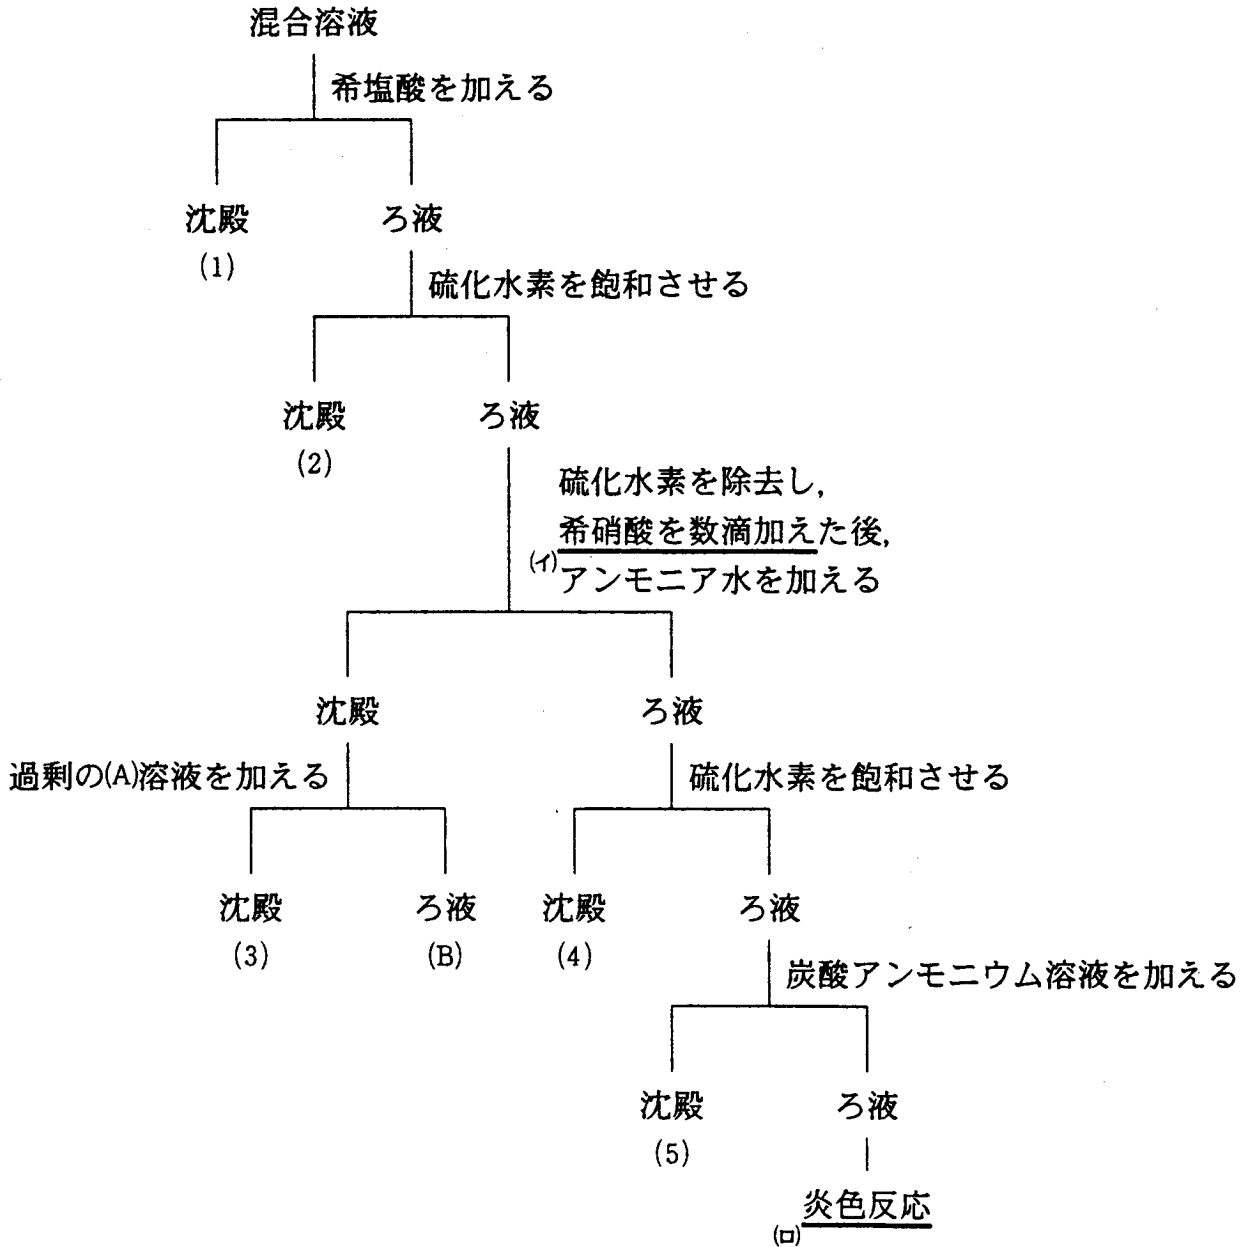 混合溶液
希塩酸を加える
沈殿 ろ液
(1)
硫化水素を飽和させる
沈殿 ろ液
(2)
硫化水素を除去し,
希硝酸を数滴加えた後,
(イ)アンモニア水を加える
沈殿 ろ液
過剰の(A)溶液を加える 硫化水素を飽和させる
沈殿 ろ液 沈殿 ろ液
(3) (B) (4)
炭酸アンモニウム溶液を加える
沈殿 ろ液
(5)
炎色反応
(ロ)